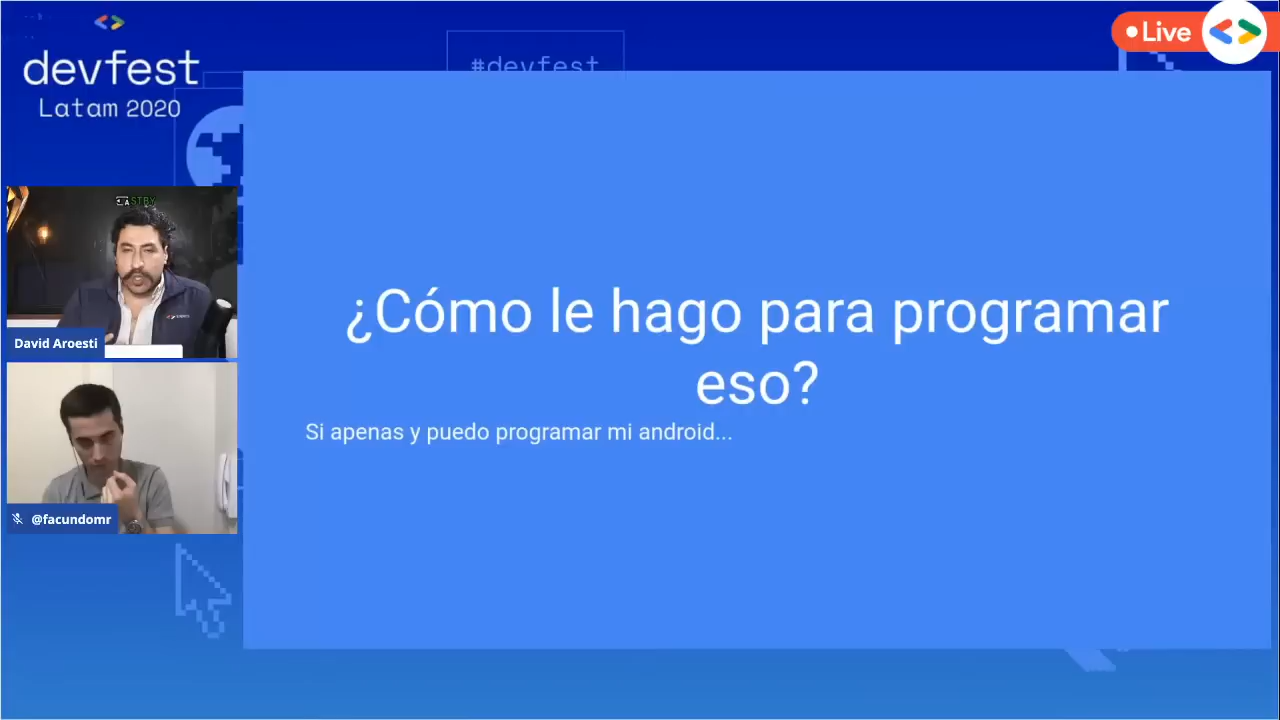 devfest
Latam 2020
#devfest
Live
STBY
David Aroesti
@facundomr
¿Cómo le hago para programar
eso?
Si apenas y puedo programar mi android...